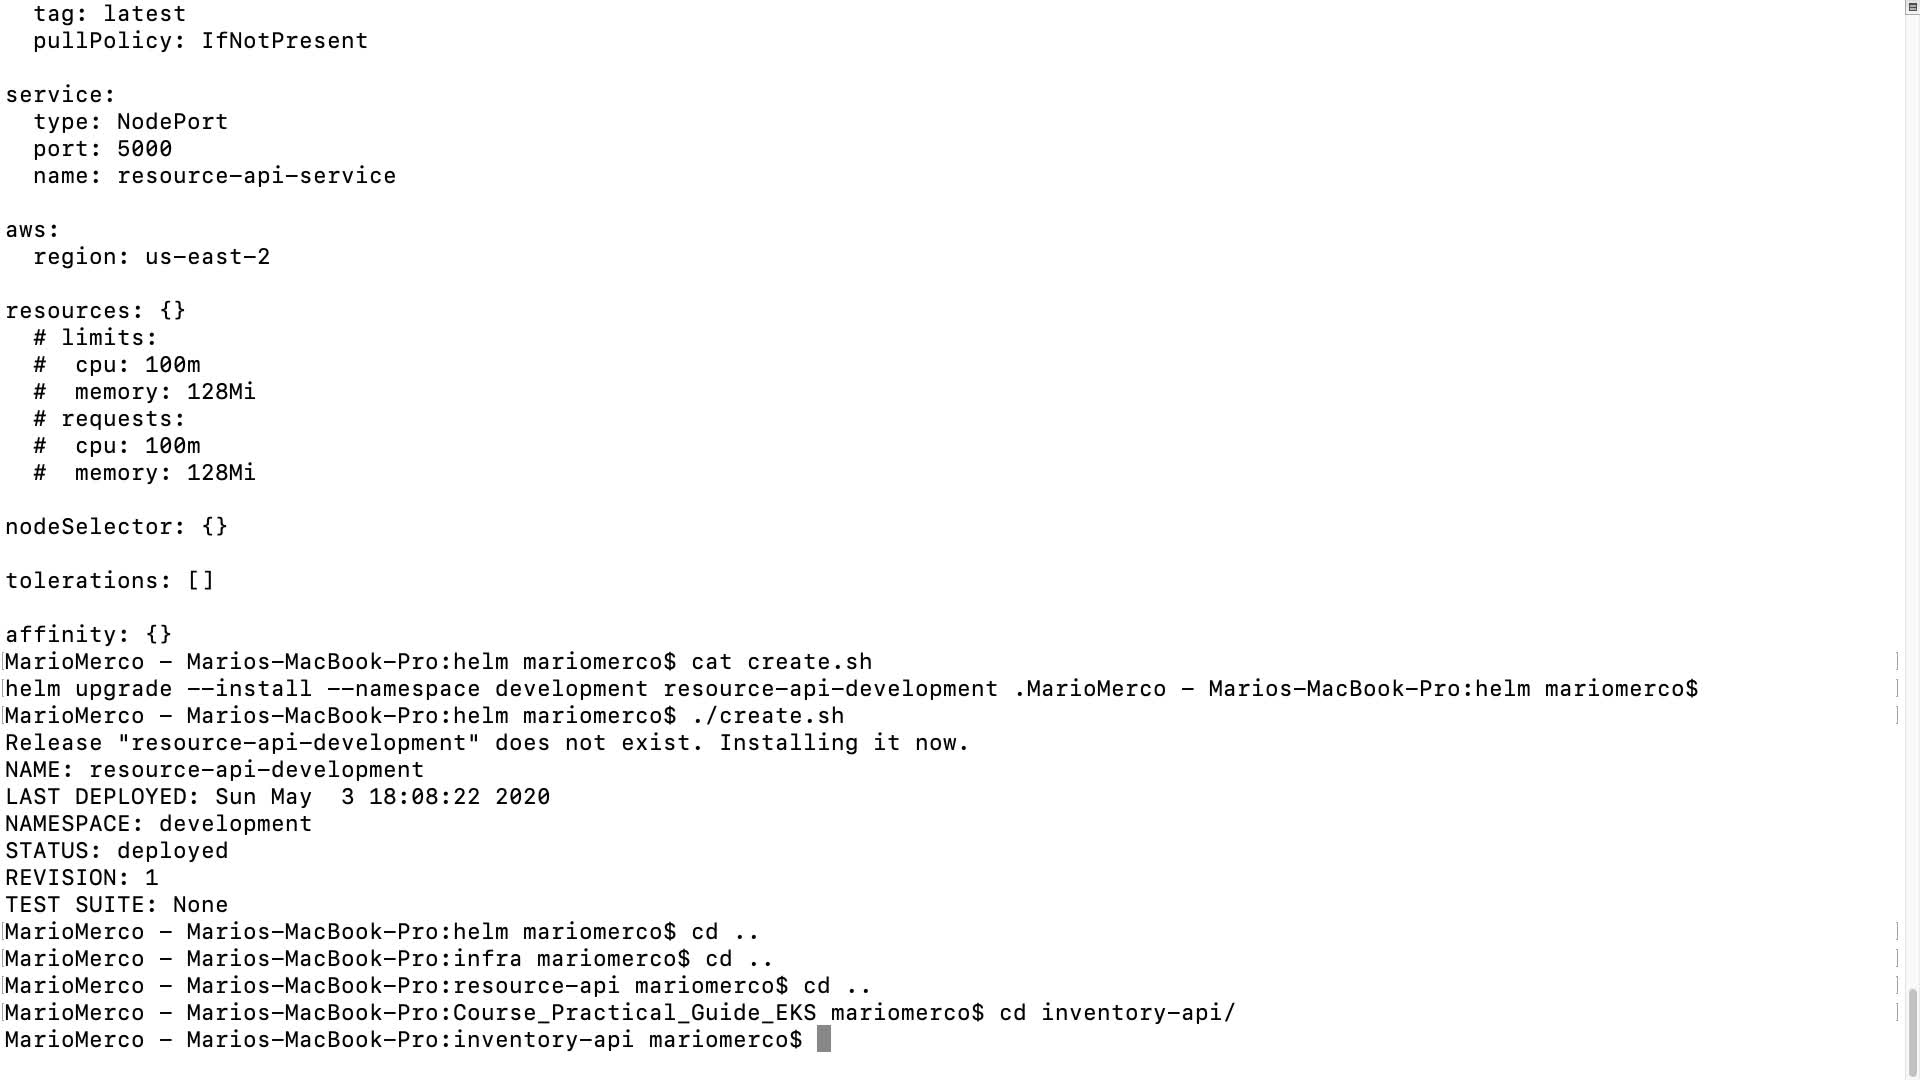 tag: latest
  pullPolicy: IfNotPresent

service:
  type: NodePort
  port: 5000
  name: resource-api-service

aws:
  region: us-east-2

resources: {}
  # limits:
  #  cpu: 100m
  #  memory: 128Mi
  # requests:
  #  cpu: 100m
  #  memory: 128Mi

nodeSelector: {}

tolerations: []

affinity: {}
[MarioMerco - Marios-MacBook-Pro:helm mariomerco$ cat create.sh ]
[helm upgrade --install --namespace development resource-api-development .MarioMerco - Marios-MacBook-Pro:helm mariomerco$ ]
[MarioMerco - Marios-MacBook-Pro:helm mariomerco$ ./create.sh ]
Release "resource-api-development" does not exist. Installing it now.
NAME: resource-api-development
LAST DEPLOYED: Sun May  3 18:08:22 2020
NAMESPACE: development
STATUS: deployed
REVISION: 1
TEST SUITE: None
[MarioMerco - Marios-MacBook-Pro:helm mariomerco$ cd .. ]
[MarioMerco - Marios-MacBook-Pro:infra mariomerco$ cd .. ]
[MarioMerco - Marios-MacBook-Pro:resource-api mariomerco$ cd .. ]
[MarioMerco - Marios-MacBook-Pro:Course_Practical_Guide_EKS mariomerco$ cd inventory-api/ ]
MarioMerco - Marios-MacBook-Pro:inventory-api mariomerco$